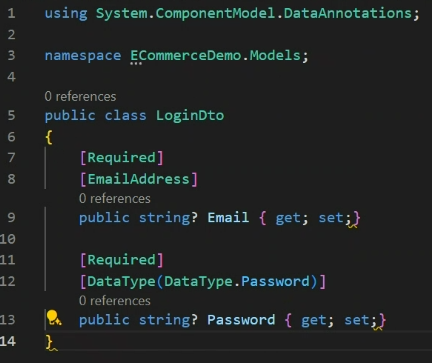 1 using System.ComponentModel.DataAnnotations;
2
3 namespace ECommerceDemo.Models;
4
0 references
5 public class LoginDto
6 {
7 [Required]
8 [EmailAddress]
0 references
9 public string? Email { get; set;}
10
11 [Required]
12 [DataType(DataType.Password)]
0 references
13 public string? Password { get; set;}
14 }